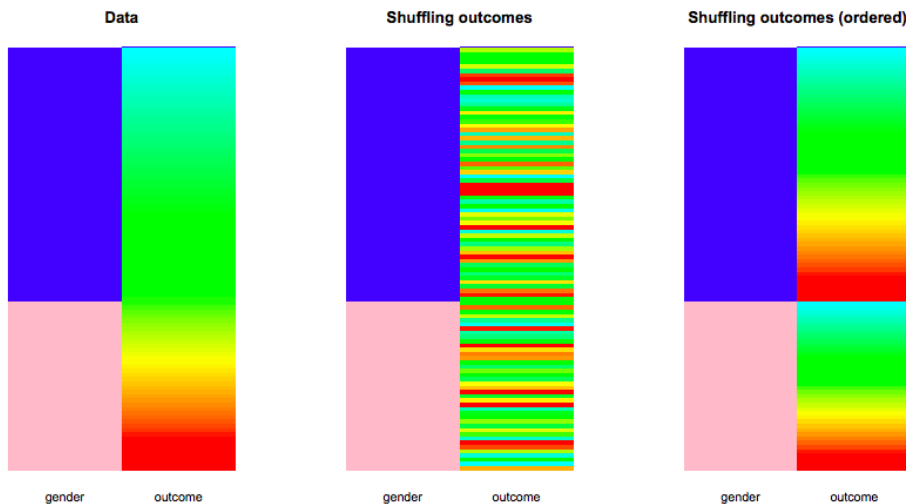 Data
Shuffling outcomes
Shuffling outcomes (ordered)
gender outcome
gender outcome
gender outcome